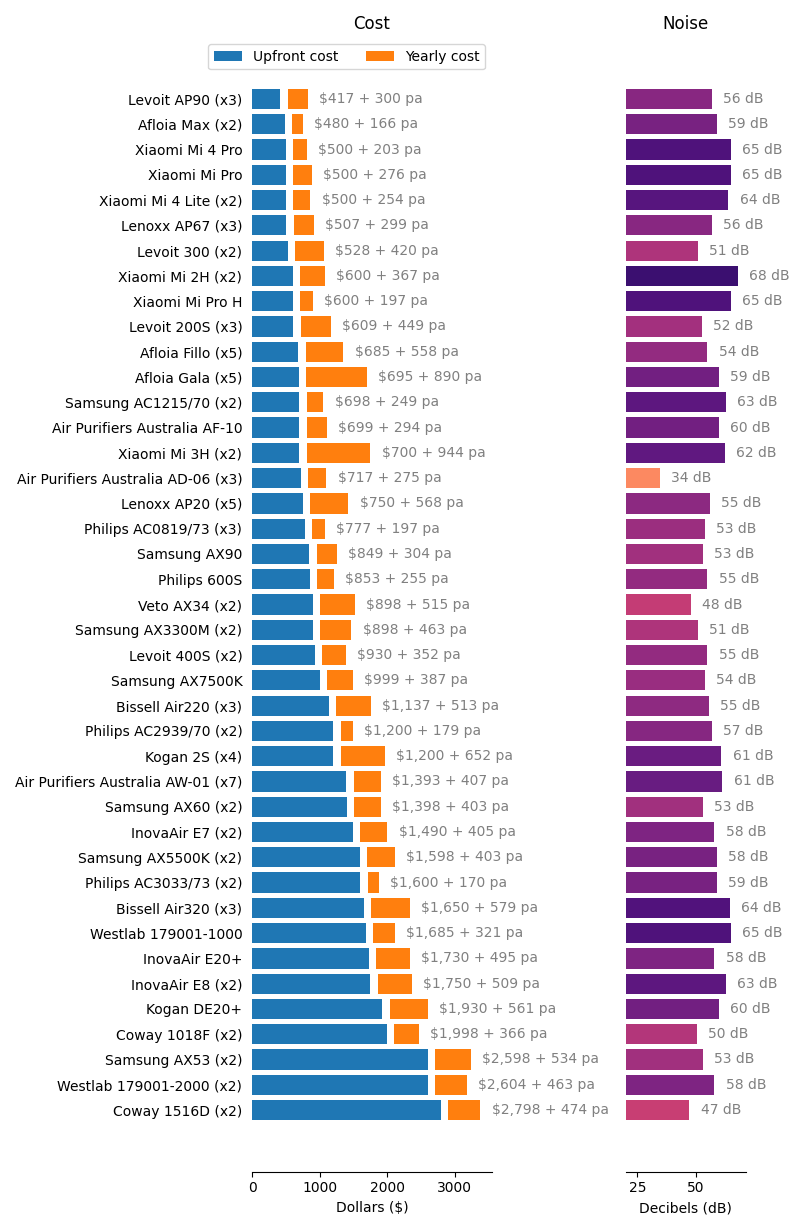 Cost Noise
Upfront cost Yearly cost
Levoit AP90 (x3) $417 + 300 pa 56 dB
Afloia Max (x2) $480 + 166 pa 59 dB
Xiaomi Mi 4 Pro $500 + 203 pa 65 dB
Xiaomi Mi Pro $500 + 276 pa 65 dB
Xiaomi Mi 4 Lite (x2) $500 + 254 pa 64 dB
Lenoxx AP67 (x3) $507 + 299 pa 56 dB
Levoit 300 (x2) $528 + 420 pa 51 dB
Xiaomi Mi 2H (x2) $600 + 367 pa 68 dB
Xiaomi Mi Pro H $600 + 197 pa 65 dB
Levoit 200S (x3) $609 + 449 pa 52 dB
Afloia Fillo (x5) $685 + 558 pa 54 dB
Afloia Gala (x5) $695 + 890 pa 59 dB
Samsung AC1215/70 (x2) $698 + 249 pa 63 dB
Air Purifiers Australia AF-10 $699 + 294 pa 60 dB
Xiaomi Mi 3H (x2) $700 + 944 pa 62 dB
Air Purifiers Australia AD-06 (x3) $717 + 275 pa 34 dB
Lenoxx AP20 (x5) $750 + 568 pa 55 dB
Philips AC0819/73 (x3) $777 + 197 pa 53 dB
Samsung AX90 $849 + 304 pa 53 dB
Philips 600S $853 + 255 pa 55 dB
Veto AX34 (x2) $898 + 515 pa 48 dB
Samsung AX3300M (x2) $898 + 463 pa 51 dB
Levoit 400S (x2) $930 + 352 pa 55 dB
Samsung AX7500K $999 + 387 pa 54 dB
Bissell Air220 (x3) $1,137 + 513 pa 55 dB
Philips AC2939/70 (x2) $1,200 + 179 pa 57 dB
Kogan 2S (x4) $1,200 + 652 pa 61 dB
Air Purifiers Australia AW-01 (x7) $1,393 + 407 pa 61 dB
Samsung AX60 (x2) $1,398 + 403 pa 53 dB
InovaAir E7 (x2) $1,490 + 405 pa 58 dB
Samsung AX5500K (x2) $1,598 + 403 pa 58 dB
Philips AC3033/73 (x2) $1,600 + 170 pa 59 dB
Bissell Air320 (x3) $1,650 + 579 pa 64 dB
Westlab 179001-1000 $1,685 + 321 pa 65 dB
InovaAir E20+ $1,730 + 495 pa 58 dB
InovaAir E8 (x2) $1,750 + 509 pa 63 dB
Kogan DE20+ $1,930 + 561 pa 60 dB
Coway 1018F (x2) $1,998 + 366 pa 50 dB
Samsung AX53 (x2) $2,598 + 534 pa 53 dB
Westlab 179001-2000 (x2) $2,604 + 463 pa 58 dB
Coway 1516D (x2) $2,798 + 474 pa 47 dB
0 1000 2000 3000 25 50
Dollars ($) Decibels (dB)